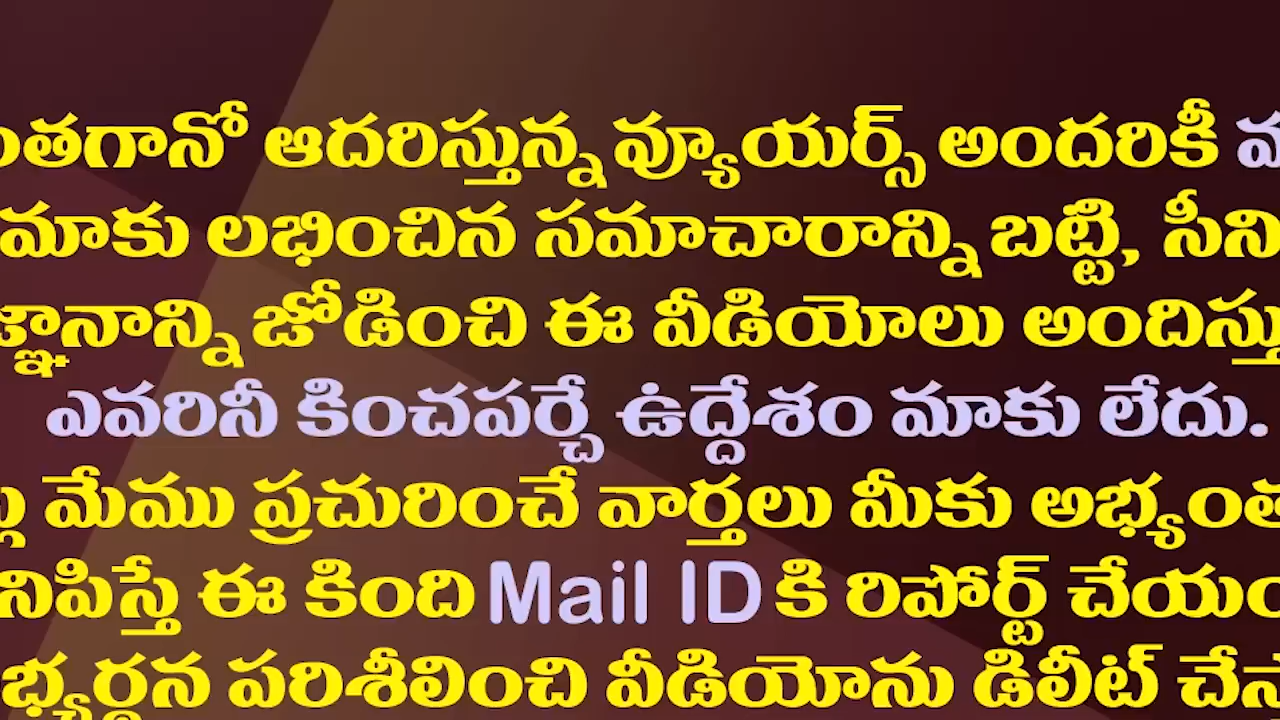 ంతగానో ఆదరిస్తున్న వ్యూయర్స్ అందరికీ మ
మాకు లభించిన సమాచారాన్ని బట్టి, సీని
జ్ఞానాన్ని జోడించి ఈ వీడియోలు అందిస్తు
ఎవరినీ కించపర్చే ఉద్దేశం మాకు లేదు.
ల్లు మేము ప్రచురించే వార్తలు మీకు అభ్యంత
నిపిస్తే ఈ కింది Mail ID కి రిపోర్ట్ చేయం
భ్యర్థన పరిశీలించి వీడియోను డిలీట్ చేస